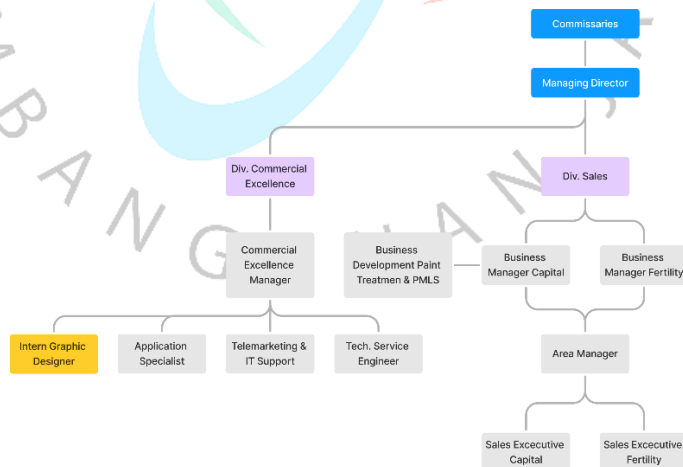 Commissaries
Managing Director
Div. Commercial
Excellence
Div. Sales
Commercial
Excellence
Manager
Business
Development Paint
Treatmen & PMLS
Business
Manager Capital
Business
Manager Fertility
Intern Graphic
Designer
Application
Specialist
Telemarketing &
IT Support
Tech. Service
Engineer
Area Manager
Sales Excecutive
Capital
Sales Excecutive
Fertility